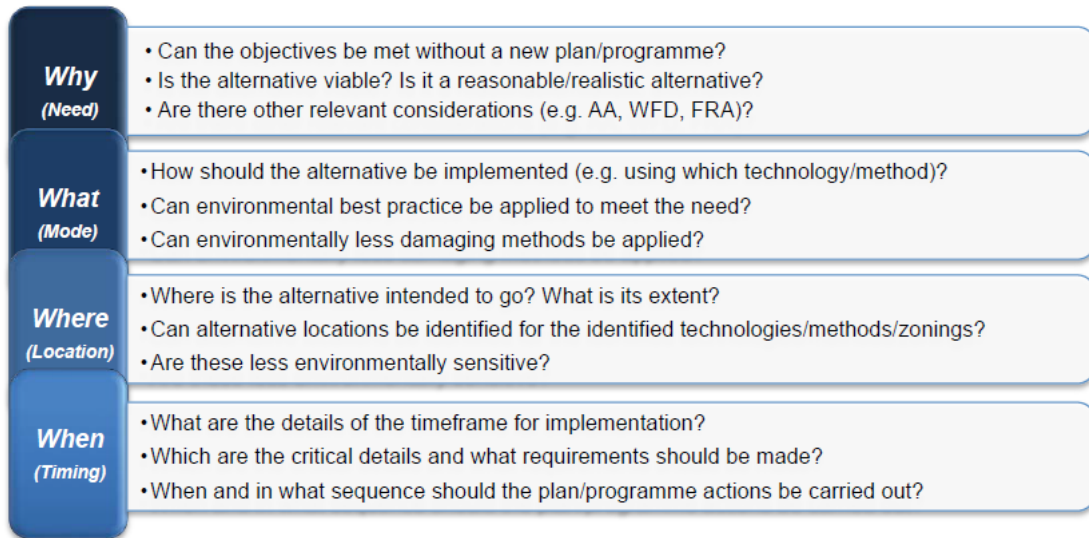 Why
(Need)
• Can the objectives be met without a new plan/programme?
• Is the alternative viable? Is it a reasonable/realistic alternative?
• Are there other relevant considerations (e.g. AA, WFD, FRA)?
What
(Mode)
• How should the alternative be implemented (e.g. using which technology/method)?
• Can environmental best practice be applied to meet the need?
• Can environmentally less damaging methods be applied?
Where
(Location)
• Where is the alternative intended to go? What is its extent?
• Can alternative locations be identified for the identified technologies/methods/zonings?
• Are these less environmentally sensitive?
When
(Timing)
• What are the details of the timeframe for implementation?
• Which are the critical details and what requirements should be made?
• When and in what sequence should the plan/programme actions be carried out?